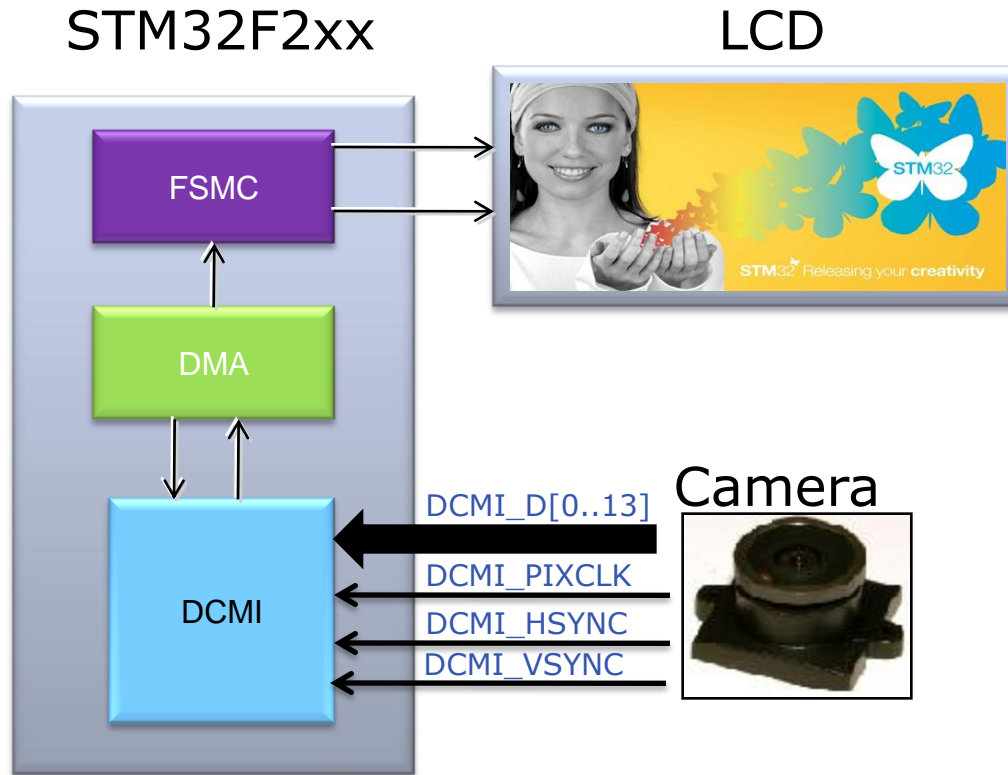 STM32F2xx
LCD
FSMC
STM32
STM32 Releasing your creativity
DMA
Camera
DCMI_D[0..13]
DCMI_PIXCLK
DCMI
DCMI_HSYNC
DCMI_VSYNC